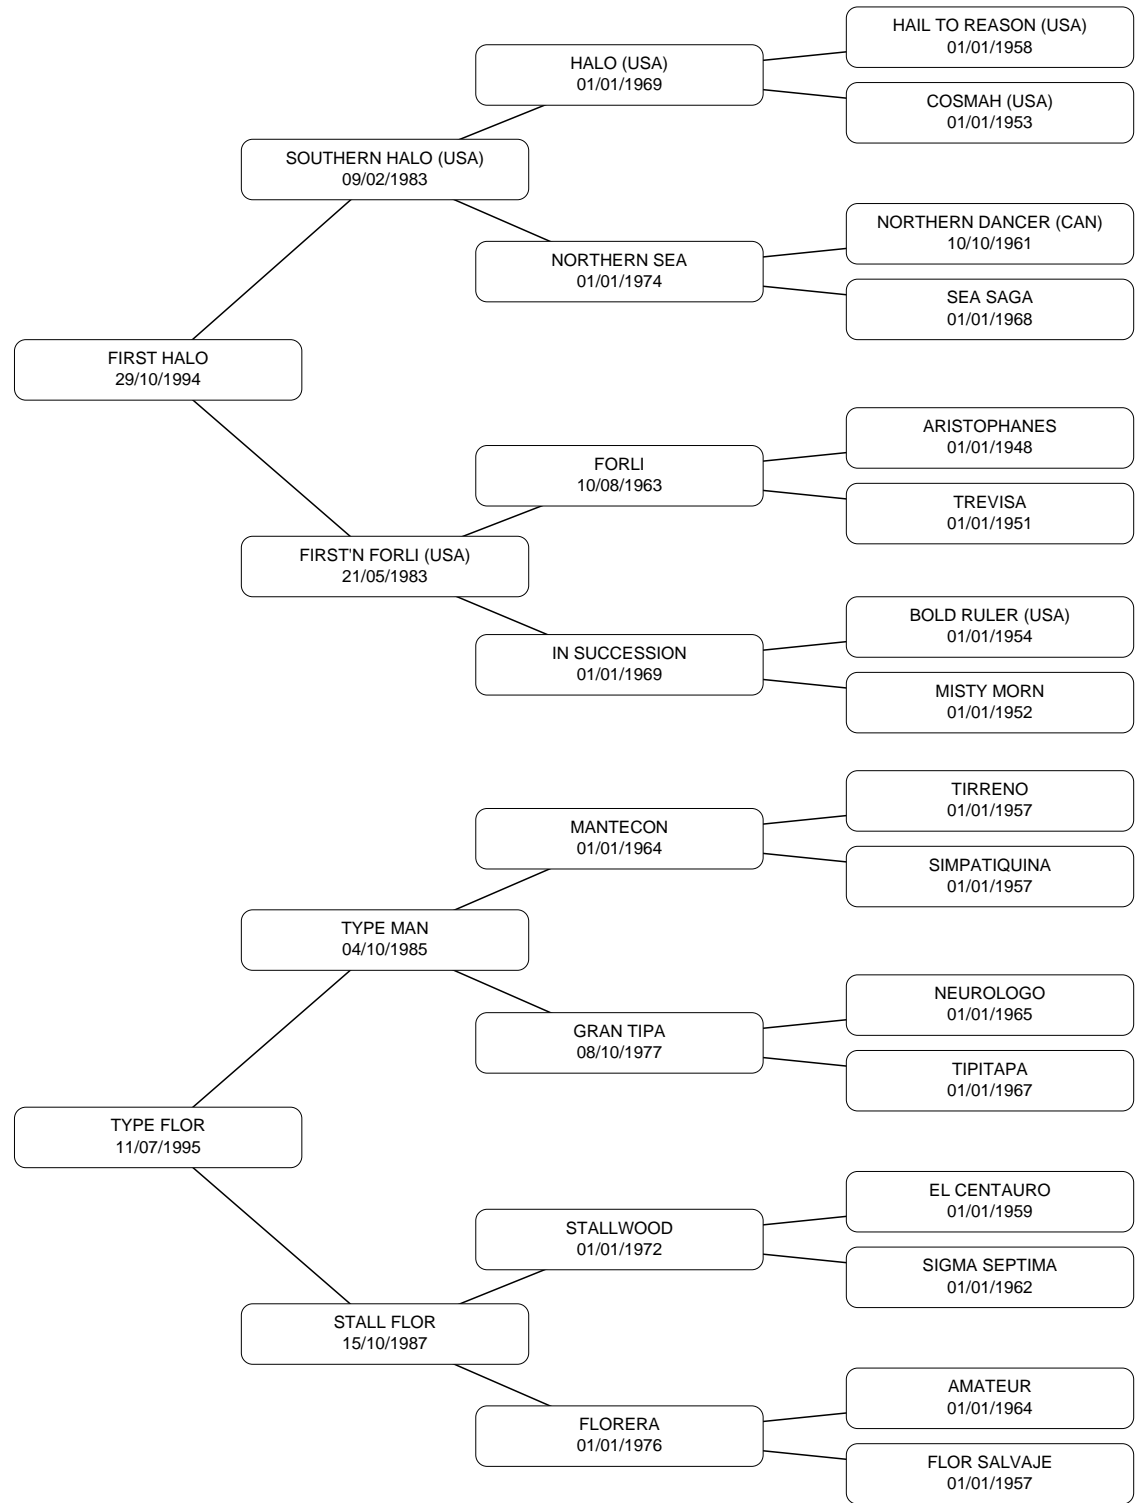 HAIL TO REASON (USA)
01/01/1958
HALO (USA)
01/01/1969
COSMAH (USA)
01/01/1953
SOUTHERN HALO (USA)
09/02/1983
NORTHERN DANCER (CAN)
10/10/1961
NORTHERN SEA
01/01/1974
SEA SAGA
01/01/1968
FIRST HALO
29/10/1994
ARISTOPHANES
01/01/1948
FORLI
10/08/1963
TREVISA
01/01/1951
FIRST'N FORLI (USA)
21/05/1983
BOLD RULER (USA)
01/01/1954
IN SUCCESSION
01/01/1969
MISTY MORN
01/01/1952
TIRRENO
01/01/1957
MANTECON
01/01/1964
SIMPATIQUINA
01/01/1957
TYPE MAN
04/10/1985
NEUROLOGO
01/01/1965
GRAN TIPA
08/10/1977
TIPITAPA
01/01/1967
TYPE FLOR
11/07/1995
EL CENTAURO
01/01/1959
STALLWOOD
01/01/1972
SIGMA SEPTIMA
01/01/1962
STALL FLOR
15/10/1987
AMATEUR
01/01/1964
FLORERA
01/01/1976
FLOR SALVAJE
01/01/1957